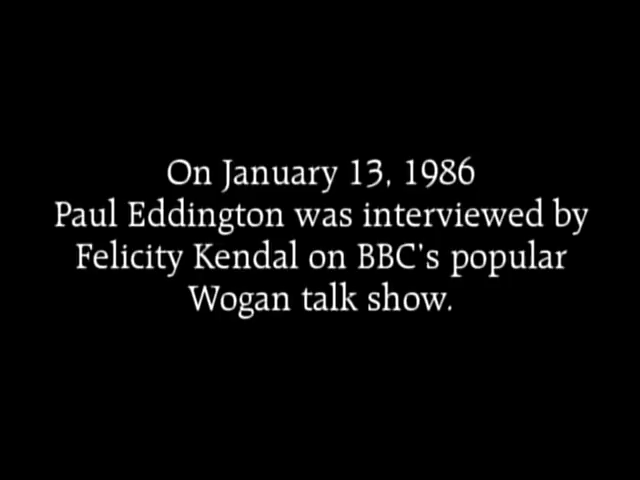 On January 13, 1986
Paul Eddington was interviewed by
Felicity Kendal on BBC's popular
Wogan talk show.